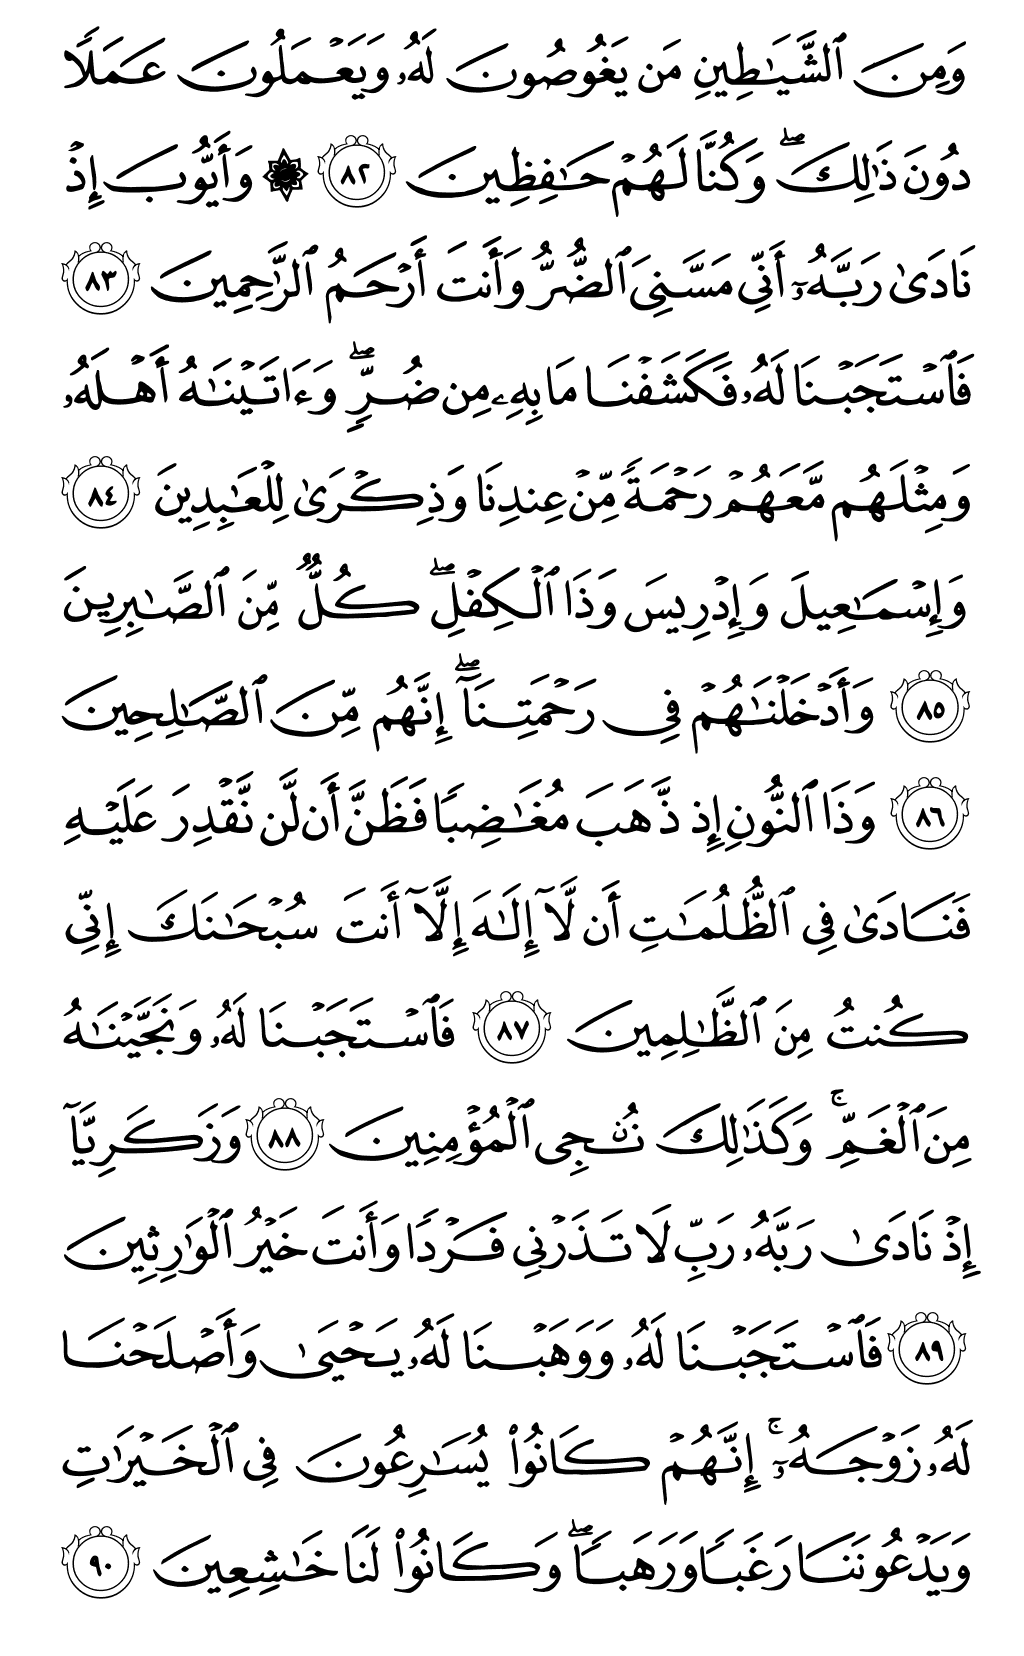 وَمِنَ ٱلشَّيَـٰطِينِ مَن يَغُوصُونَ لَهُۥ وَيَعْمَلُونَ عَمَلًا
دُونَ ذَٰلِكَ ۖ وَكُنَّا لَهُمْ حَـٰفِظِينَ ٨٢ ۞ وَأَيُّوبَ إِذْ
نَادَىٰ رَبَّهُۥٓ أَنِّى مَسَّنِىَ ٱلضُّرُّ وَأَنتَ أَرْحَمُ ٱلرَّٰحِمِينَ ٨٣
فَٱسْتَجَبْنَا لَهُۥ فَكَشَفْنَا مَا بِهِۦ مِن ضُرٍّ ۖ وَءَاتَيْنَـٰهُ أَهْلَهُۥ
وَمِثْلَهُم مَّعَهُمْ رَحْمَةً مِّنْ عِندِنَا وَذِكْرَىٰ لِلْعَـٰبِدِينَ ٨٤
وَإِسْمَـٰعِيلَ وَإِدْرِيسَ وَذَا ٱلْكِفْلِ ۖ كُلٌّ مِّنَ ٱلصَّـٰبِرِينَ
٨٥ وَأَدْخَلْنَـٰهُمْ فِى رَحْمَتِنَآ ۖ إِنَّهُم مِّنَ ٱلصَّـٰلِحِينَ
٨٦ وَذَا ٱلنُّونِ إِذ ذَّهَبَ مُغَـٰضِبًا فَظَنَّ أَن لَّن نَّقْدِرَ عَلَيْهِ
فَنَادَىٰ فِى ٱلظُّلُمَـٰتِ أَن لَّآ إِلَـٰهَ إِلَّآ أَنتَ سُبْحَـٰنَكَ إِنِّى
كُنتُ مِنَ ٱلظَّـٰلِمِينَ ٨٧ فَٱسْتَجَبْنَا لَهُۥ وَنَجَّيْنَـٰهُ
مِنَ ٱلْغَمِّ ۚ وَكَذَٰلِكَ نُـۨجِى ٱلْمُؤْمِنِينَ ٨٨ وَزَكَرِيَّآ
إِذْ نَادَىٰ رَبَّهُۥ رَبِّ لَا تَذَرْنِى فَرْدًا وَأَنتَ خَيْرُ ٱلْوَٰرِثِينَ
٨٩ فَٱسْتَجَبْنَا لَهُۥ وَوَهَبْنَا لَهُۥ يَحْيَىٰ وَأَصْلَحْنَا
لَهُۥ زَوْجَهُۥٓ ۚ إِنَّهُمْ كَانُوا۟ يُسَـٰرِعُونَ فِى ٱلْخَيْرَٰتِ
وَيَدْعُونَنَا رَغَبًا وَرَهَبًا ۖ وَكَانُوا۟ لَنَا خَـٰشِعِينَ ٩٠